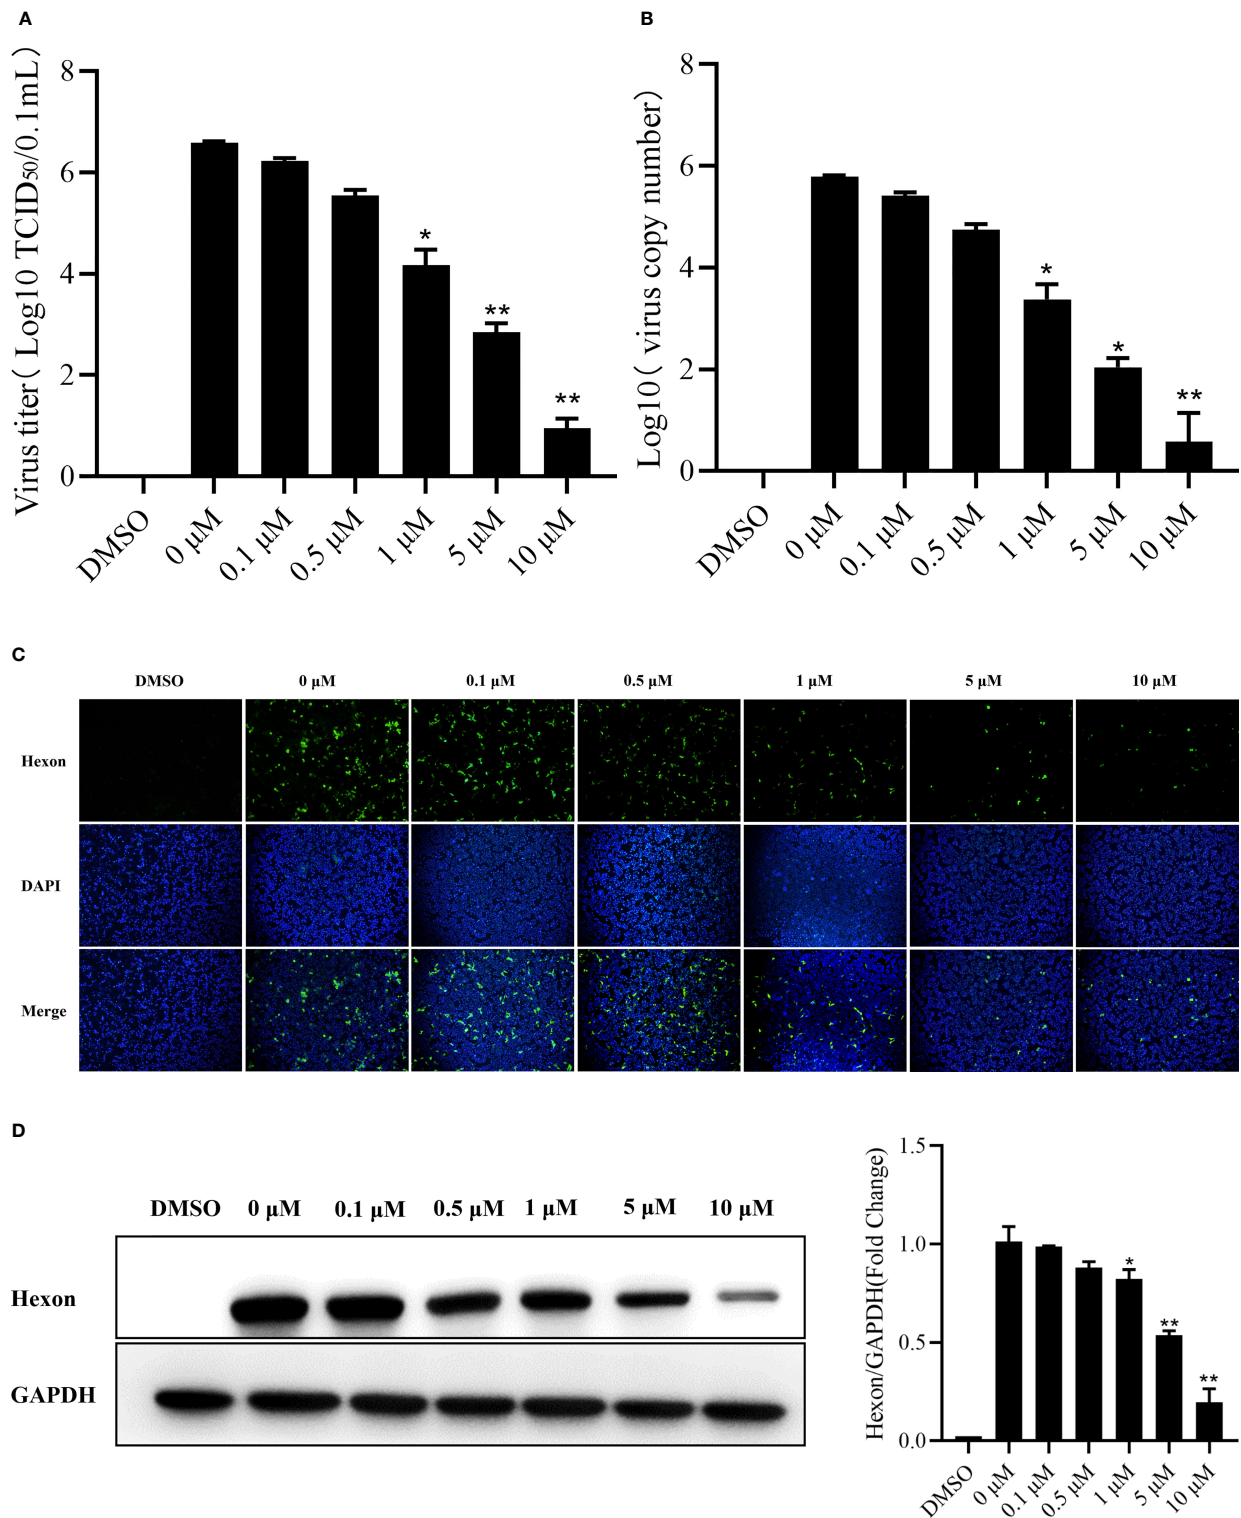 A
Virus titer( Log10 TCID50/0.1mL)
8
6
4
2
0
*
**
**
DMSO
0 μM
0.1 μM
0.5 μM
1 μM
5 μM
10 μM
B
Log10( virus copy number)
8
6
4
2
0
*
*
**
DMSO
0 μM
0.1 μM
0.5 μM
1 μM
5 μM
10 μM
C
DMSO 0 μM 0.1 μM 0.5 μM 1 μM 5 μM 10 μM
Hexon
DAPI
Merge
D
DMSO 0 μM 0.1 μM 0.5 μM 1 μM 5 μM 10 μM
Hexon
GAPDH
Hexon/GAPDH(Fold Change)
1.5
1.0
0.5
0.0
*
**
**
DMSO
0 μM
0.1 μM
0.5 μM
1 μM
5 μM
10 μM